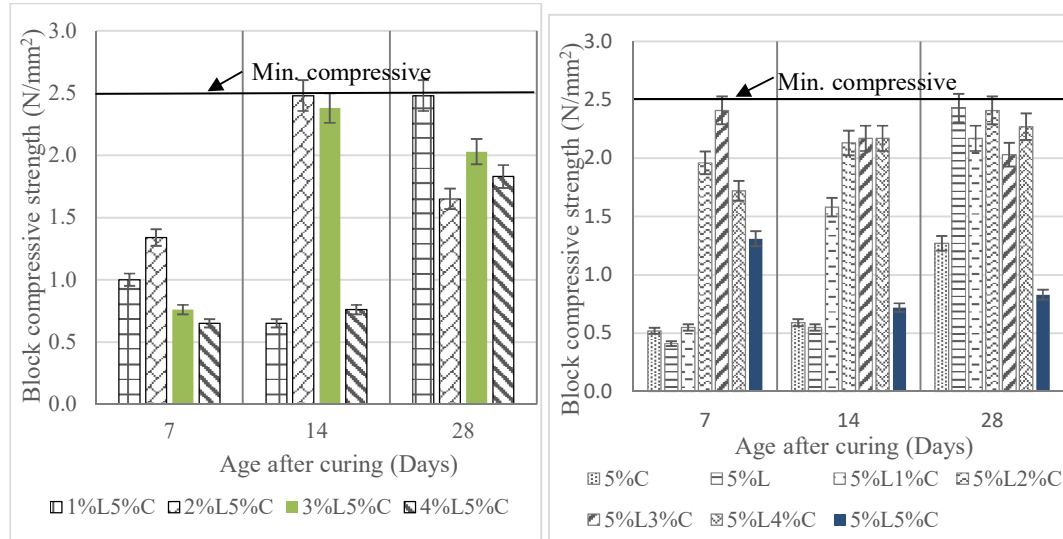 Block compressive strength (N/mm²)
3.0
2.5
2.0
1.5
1.0
0.5
0.0
Min. compressive
7 14 28
Age after curing (Days)
1%L5%C 2%L5%C 3%L5%C 4%L5%C
Block compressive strength (N/mm²)
3.0
2.5
2.0
1.5
1.0
0.5
0.0
Min. compressive
7 14 28
Age after curing (Days)
5%C 5%L 5%L1%C 5%L2%C
5%L3%C 5%L4%C 5%L5%C